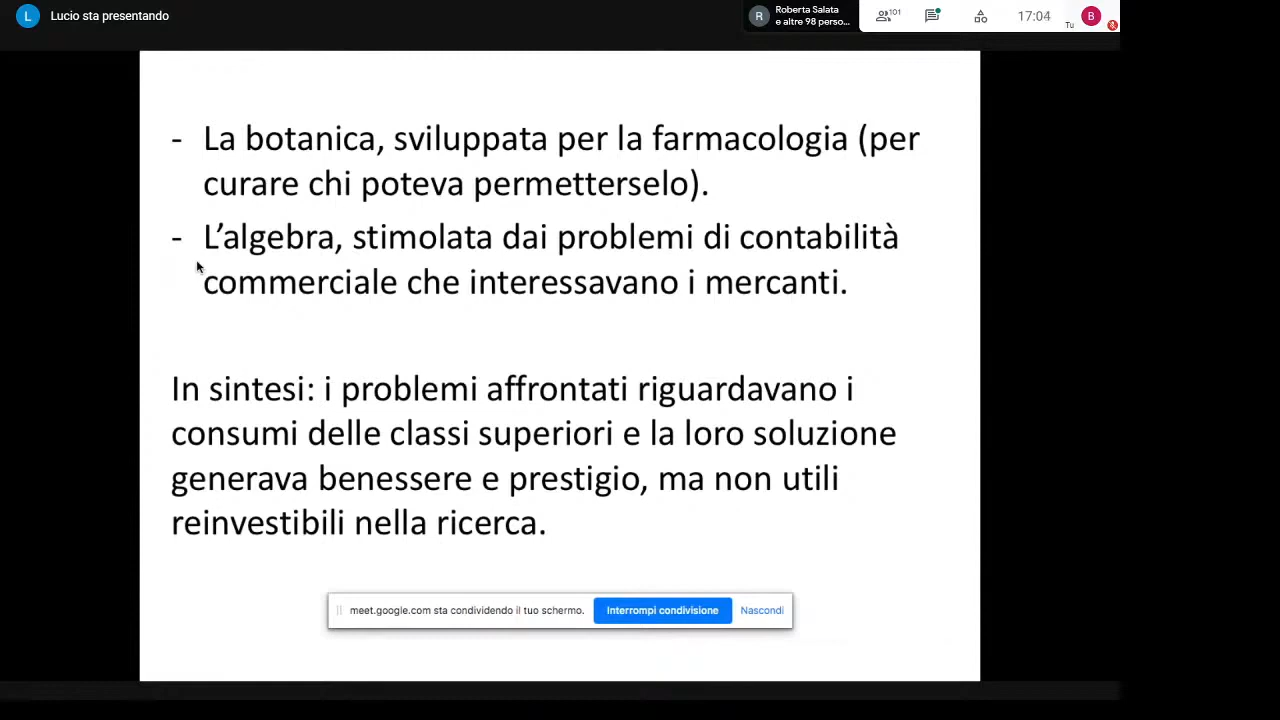 L Lucio sta presentando
R Roberta Salata
e altre 98 perso...
101
17:04
Tu
B
- La botanica, sviluppata per la farmacologia (per
curare chi poteva permetterselo).
- L'algebra, stimolata dai problemi di contabilità
commerciale che interessavano i mercanti.
In sintesi: i problemi affrontati riguardavano i
consumi delle classi superiori e la loro soluzione
generava benessere e prestigio, ma non utili
reinvestibili nella ricerca.
meet.google.com sta condividendo il tuo schermo. Interrompi condivisione Nascondi